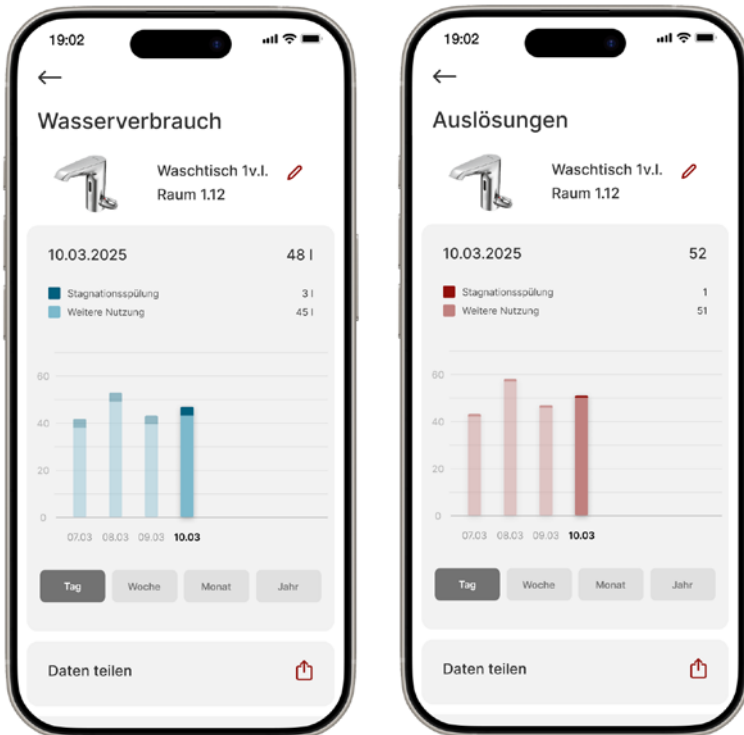 19:02
Wasserverbrauch
Waschtisch 1v.l.
Raum 1.12
10.03.2025 48 l
Stagnationsspülung 3 l
Weitere Nutzung 45 l
60
40
20
0
07.03 08.03 09.03 10.03
Tag Woche Monat Jahr
Daten teilen
19:02
Auslösungen
Waschtisch 1v.l.
Raum 1.12
10.03.2025 52
Stagnationsspülung 1
Weitere Nutzung 51
60
40
20
0
07.03 08.03 09.03 10.03
Tag Woche Monat Jahr
Daten teilen